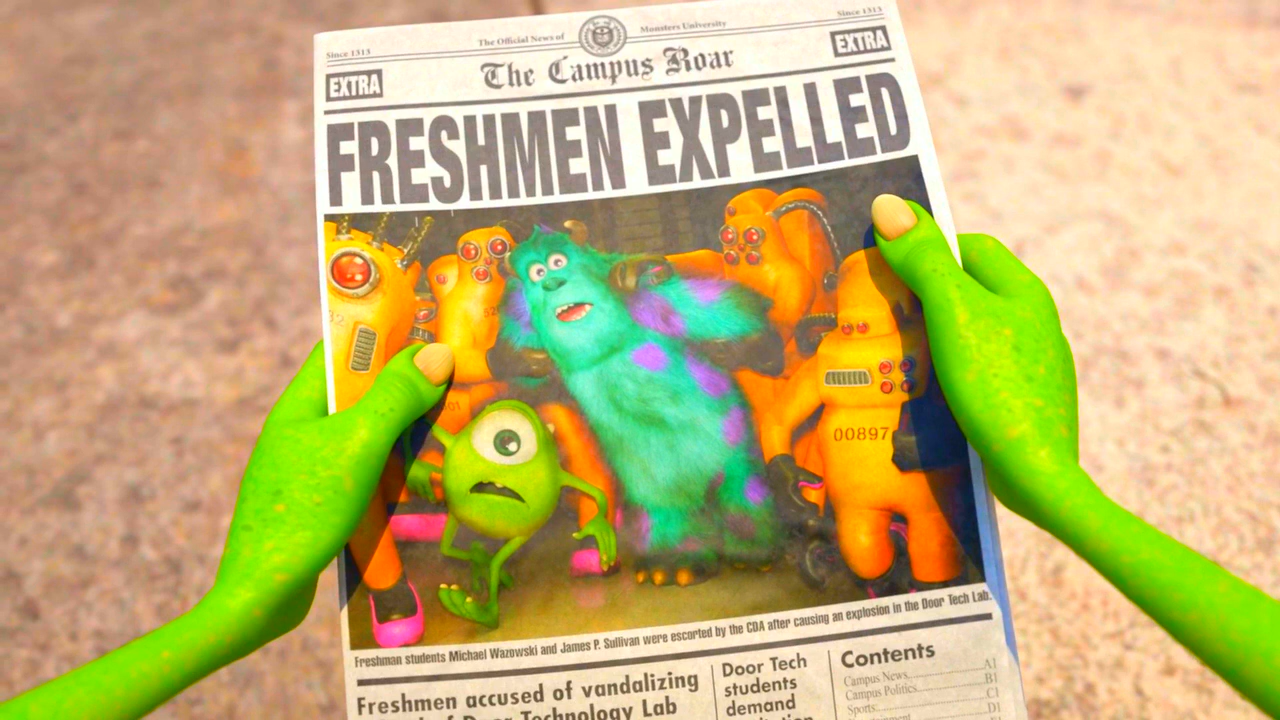 Since 1313
The Official News of
Monsters University
Since 1313
EXTRA
The Campus Roar
EXTRA
FRESHMEN EXPELLED
32
52
001
00897
Freshman students Michael Wazowski and James P. Sullivan were escorted by the CDA after causing an explosion in the Door Tech Lab.
Freshmen accused of vandalizing
Door Technology Lab
Door Tech
students
demand
Contents
Campus News A1
Campus Politics B1
Sports C1
D1